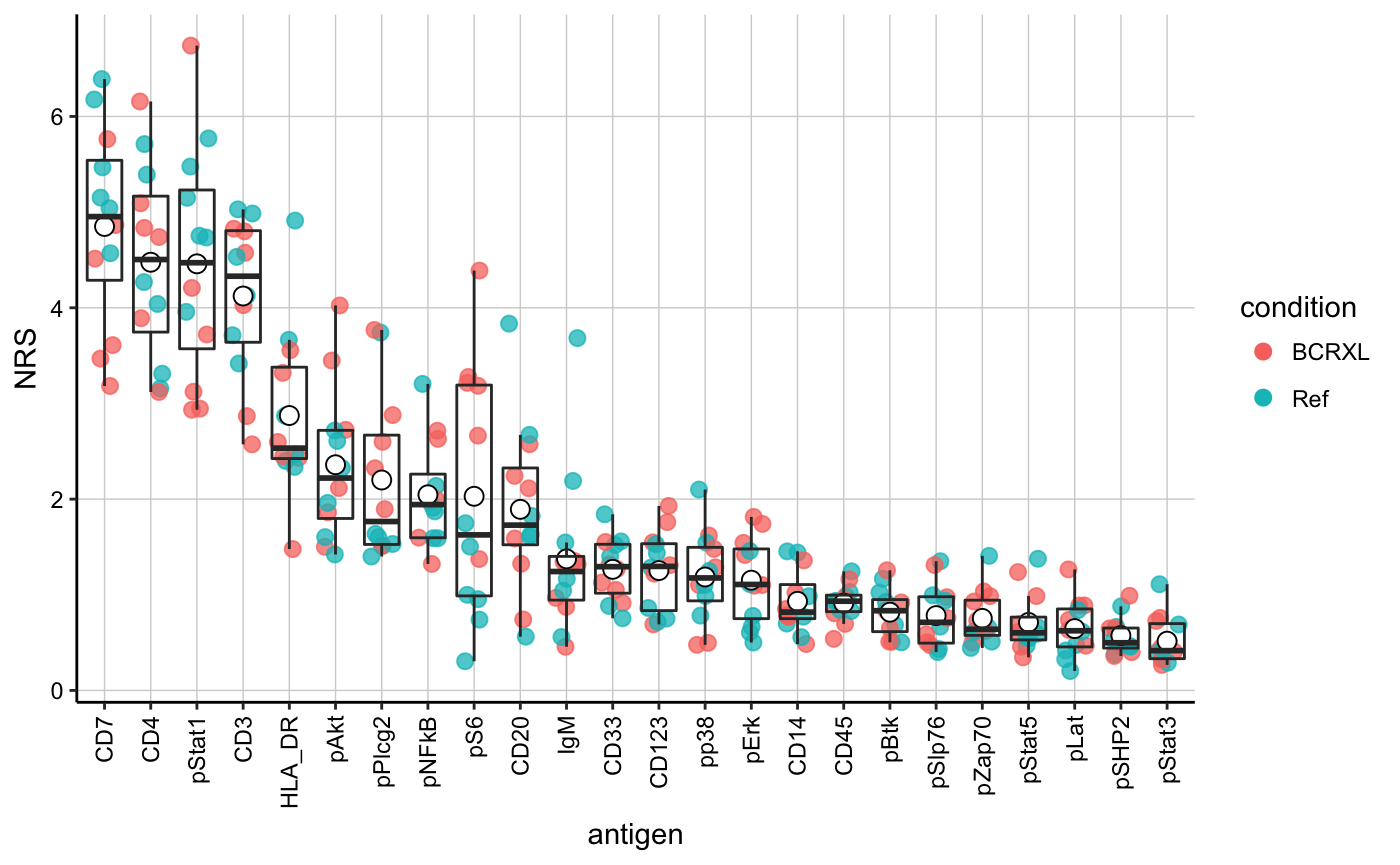 NRS
6
4
2
0
CD7
CD4
pStat1
CD3
HLA_DR
pAkt
pPlcg2
pNFkB
pS6
CD20
IgM
CD33
CD123
pp38
pErk
CD14
CD45
pBtk
pSlp76
pZap70
pStat5
pLat
pSHP2
pStat3
antigen
condition
BCRXL
Ref